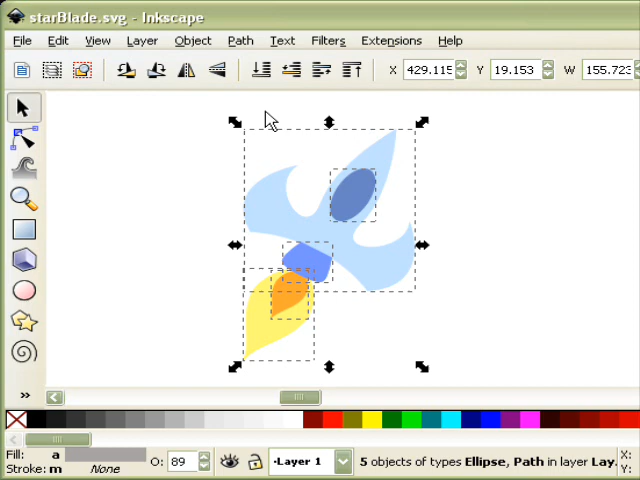 starBlade.svg - Inkscape
File Edit View Layer Object Path Text Filters Extensions Help
X 429.115 Y 19.153 W 155.723
»
Fill: a O: 89 ·Layer 1 5 objects of types Ellipse, Path in layer Lay X:
Stroke: m None Y: